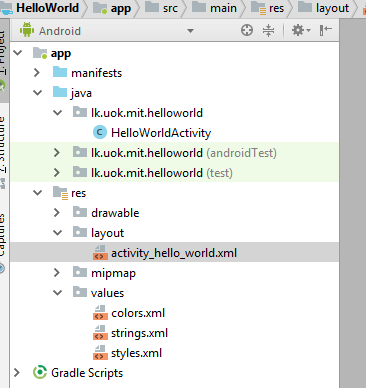 HelloWorld app src main res layout
Android
1: Project
app
manifests
java
lk.uok.mit.helloworld
C HelloWorldActivity
lk.uok.mit.helloworld (androidTest)
lk.uok.mit.helloworld (test)
res
drawable
layout
activity_hello_world.xml
mipmap
values
colors.xml
strings.xml
styles.xml
Gradle Scripts
7: Structure
Captures